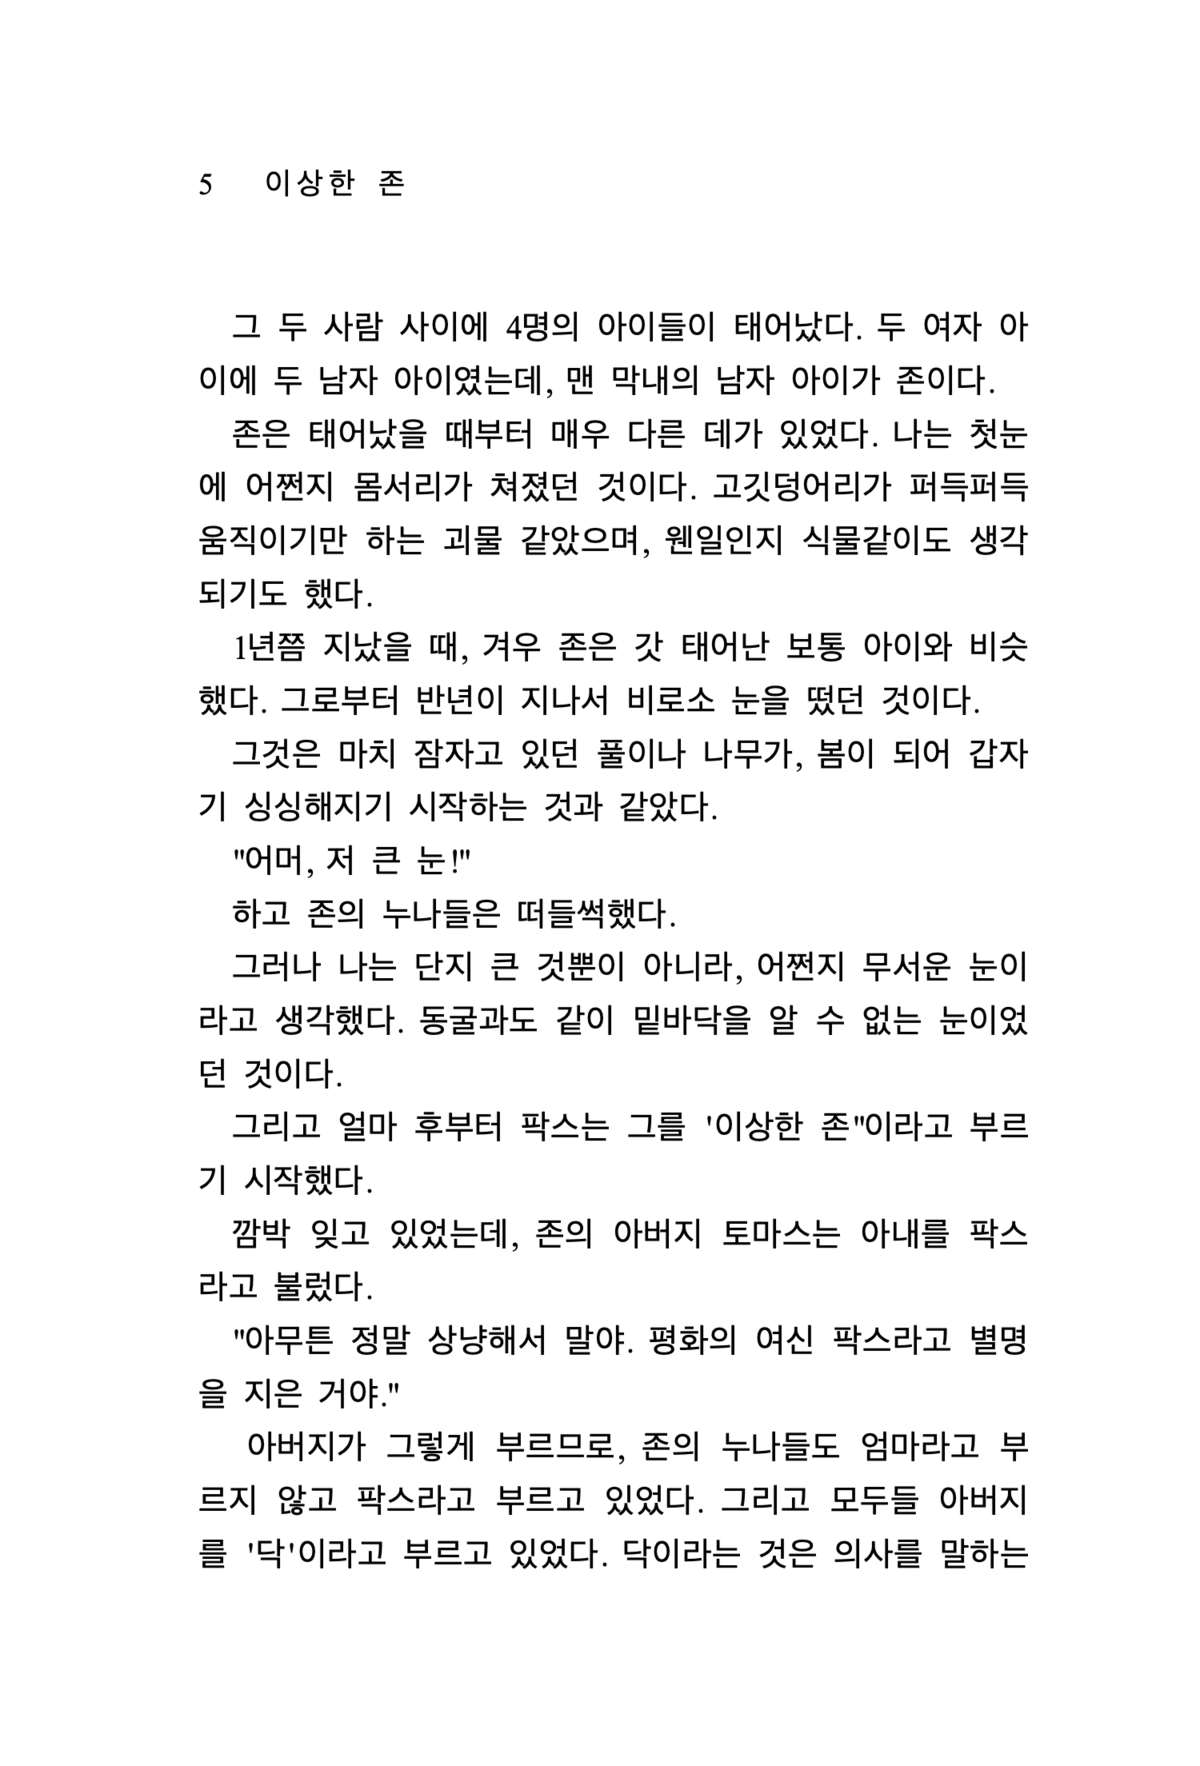 5 이상한 존
그 두 사람 사이에 4명의 아이들이 태어났다. 두 여자 아
이에 두 남자 아이였는데, 맨 막내의 남자 아이가 존이다.
존은 태어났을 때부터 매우 다른 데가 있었다. 나는 첫눈
에 어쩐지 몸서리가 쳐졌던 것이다. 고깃덩어리가 퍼득퍼득
움직이기만 하는 괴물 같았으며, 웬일인지 식물같이도 생각
되기도 했다.
1년쯤 지났을 때, 겨우 존은 갓 태어난 보통 아이와 비슷
했다. 그로부터 반년이 지나서 비로소 눈을 떴던 것이다.
그것은 마치 잠자고 있던 풀이나 나무가, 봄이 되어 갑자
기 싱싱해지기 시작하는 것과 같았다.
"어머, 저 큰 눈!"
하고 존의 누나들은 떠들썩했다.
그러나 나는 단지 큰 것뿐이 아니라, 어쩐지 무서운 눈이
라고 생각했다. 동굴과도 같이 밑바닥을 알 수 없는 눈이었
던 것이다.
그리고 얼마 후부터 팍스는 그를 '이상한 존"이라고 부르
기 시작했다.
깜박 잊고 있었는데, 존의 아버지 토마스는 아내를 팍스
라고 불렀다.
"아무튼 정말 상냥해서 말야. 평화의 여신 팍스라고 별명
을 지은 거야."
아버지가 그렇게 부르므로, 존의 누나들도 엄마라고 부
르지 않고 팍스라고 부르고 있었다. 그리고 모두들 아버지
를 '닥'이라고 부르고 있었다. 닥이라는 것은 의사를 말하는